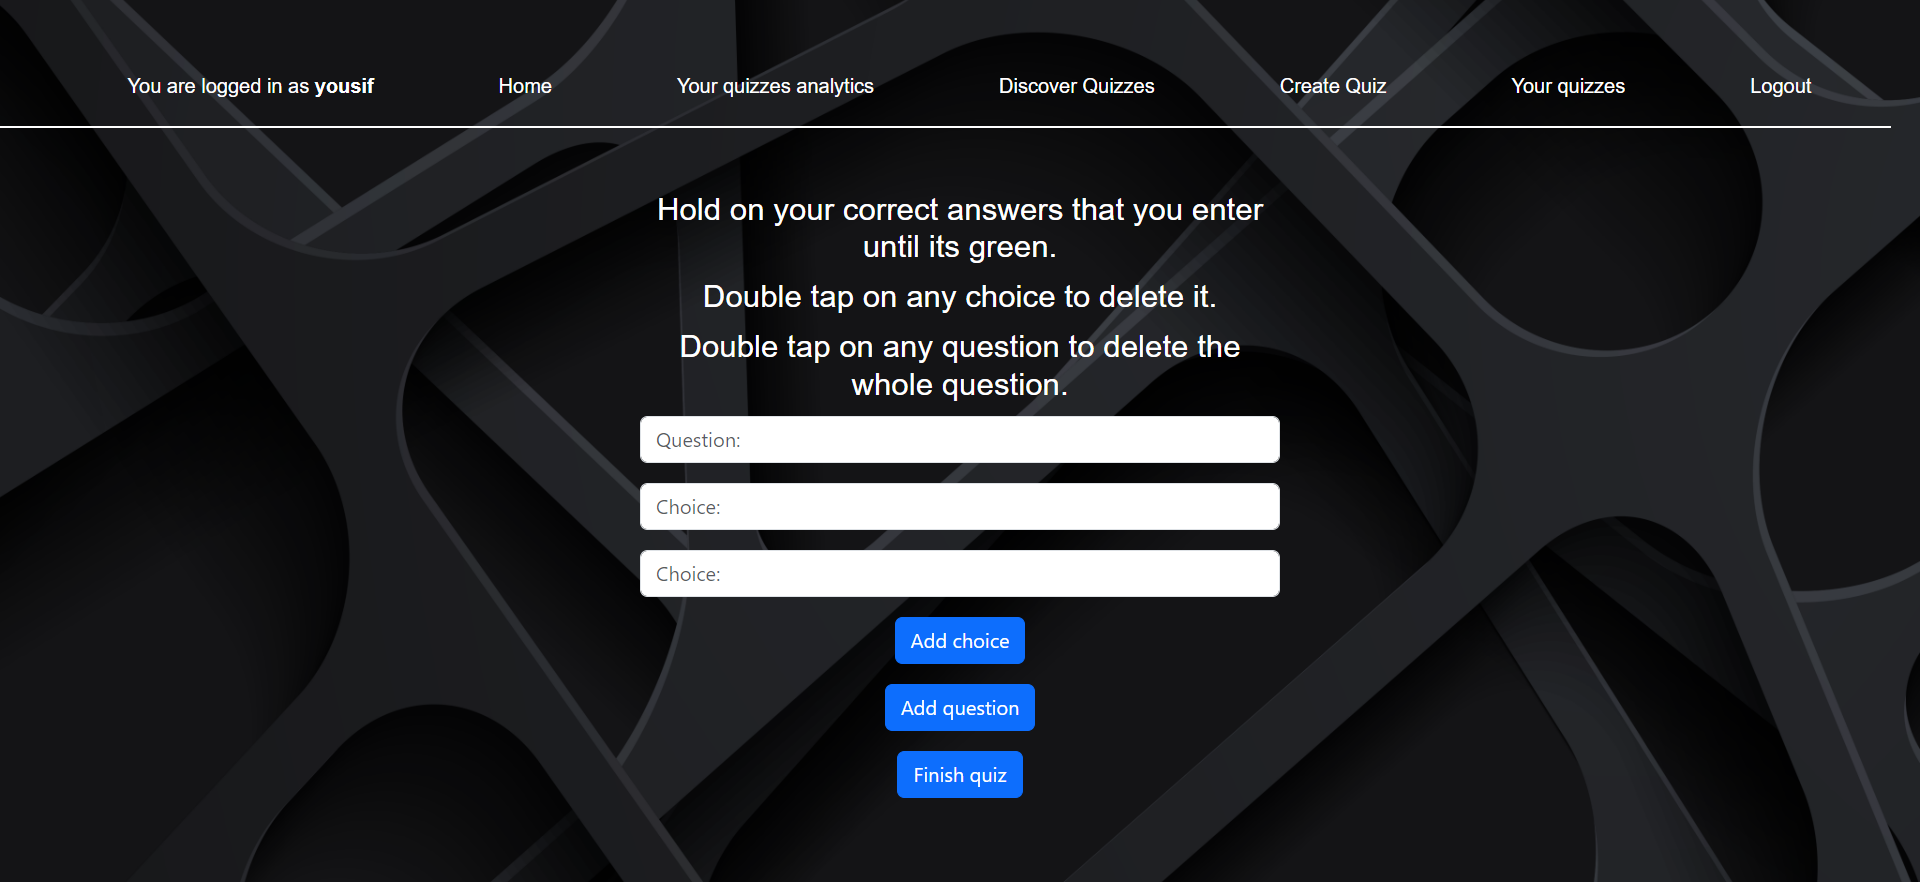 You are logged in as yousif Home Your quizzes analytics Discover Quizzes Create Quiz Your quizzes Logout
Hold on your correct answers that you enter
until its green.
Double tap on any choice to delete it.
Double tap on any question to delete the
whole question.
Question:
Choice:
Choice:
Add choice
Add question
Finish quiz